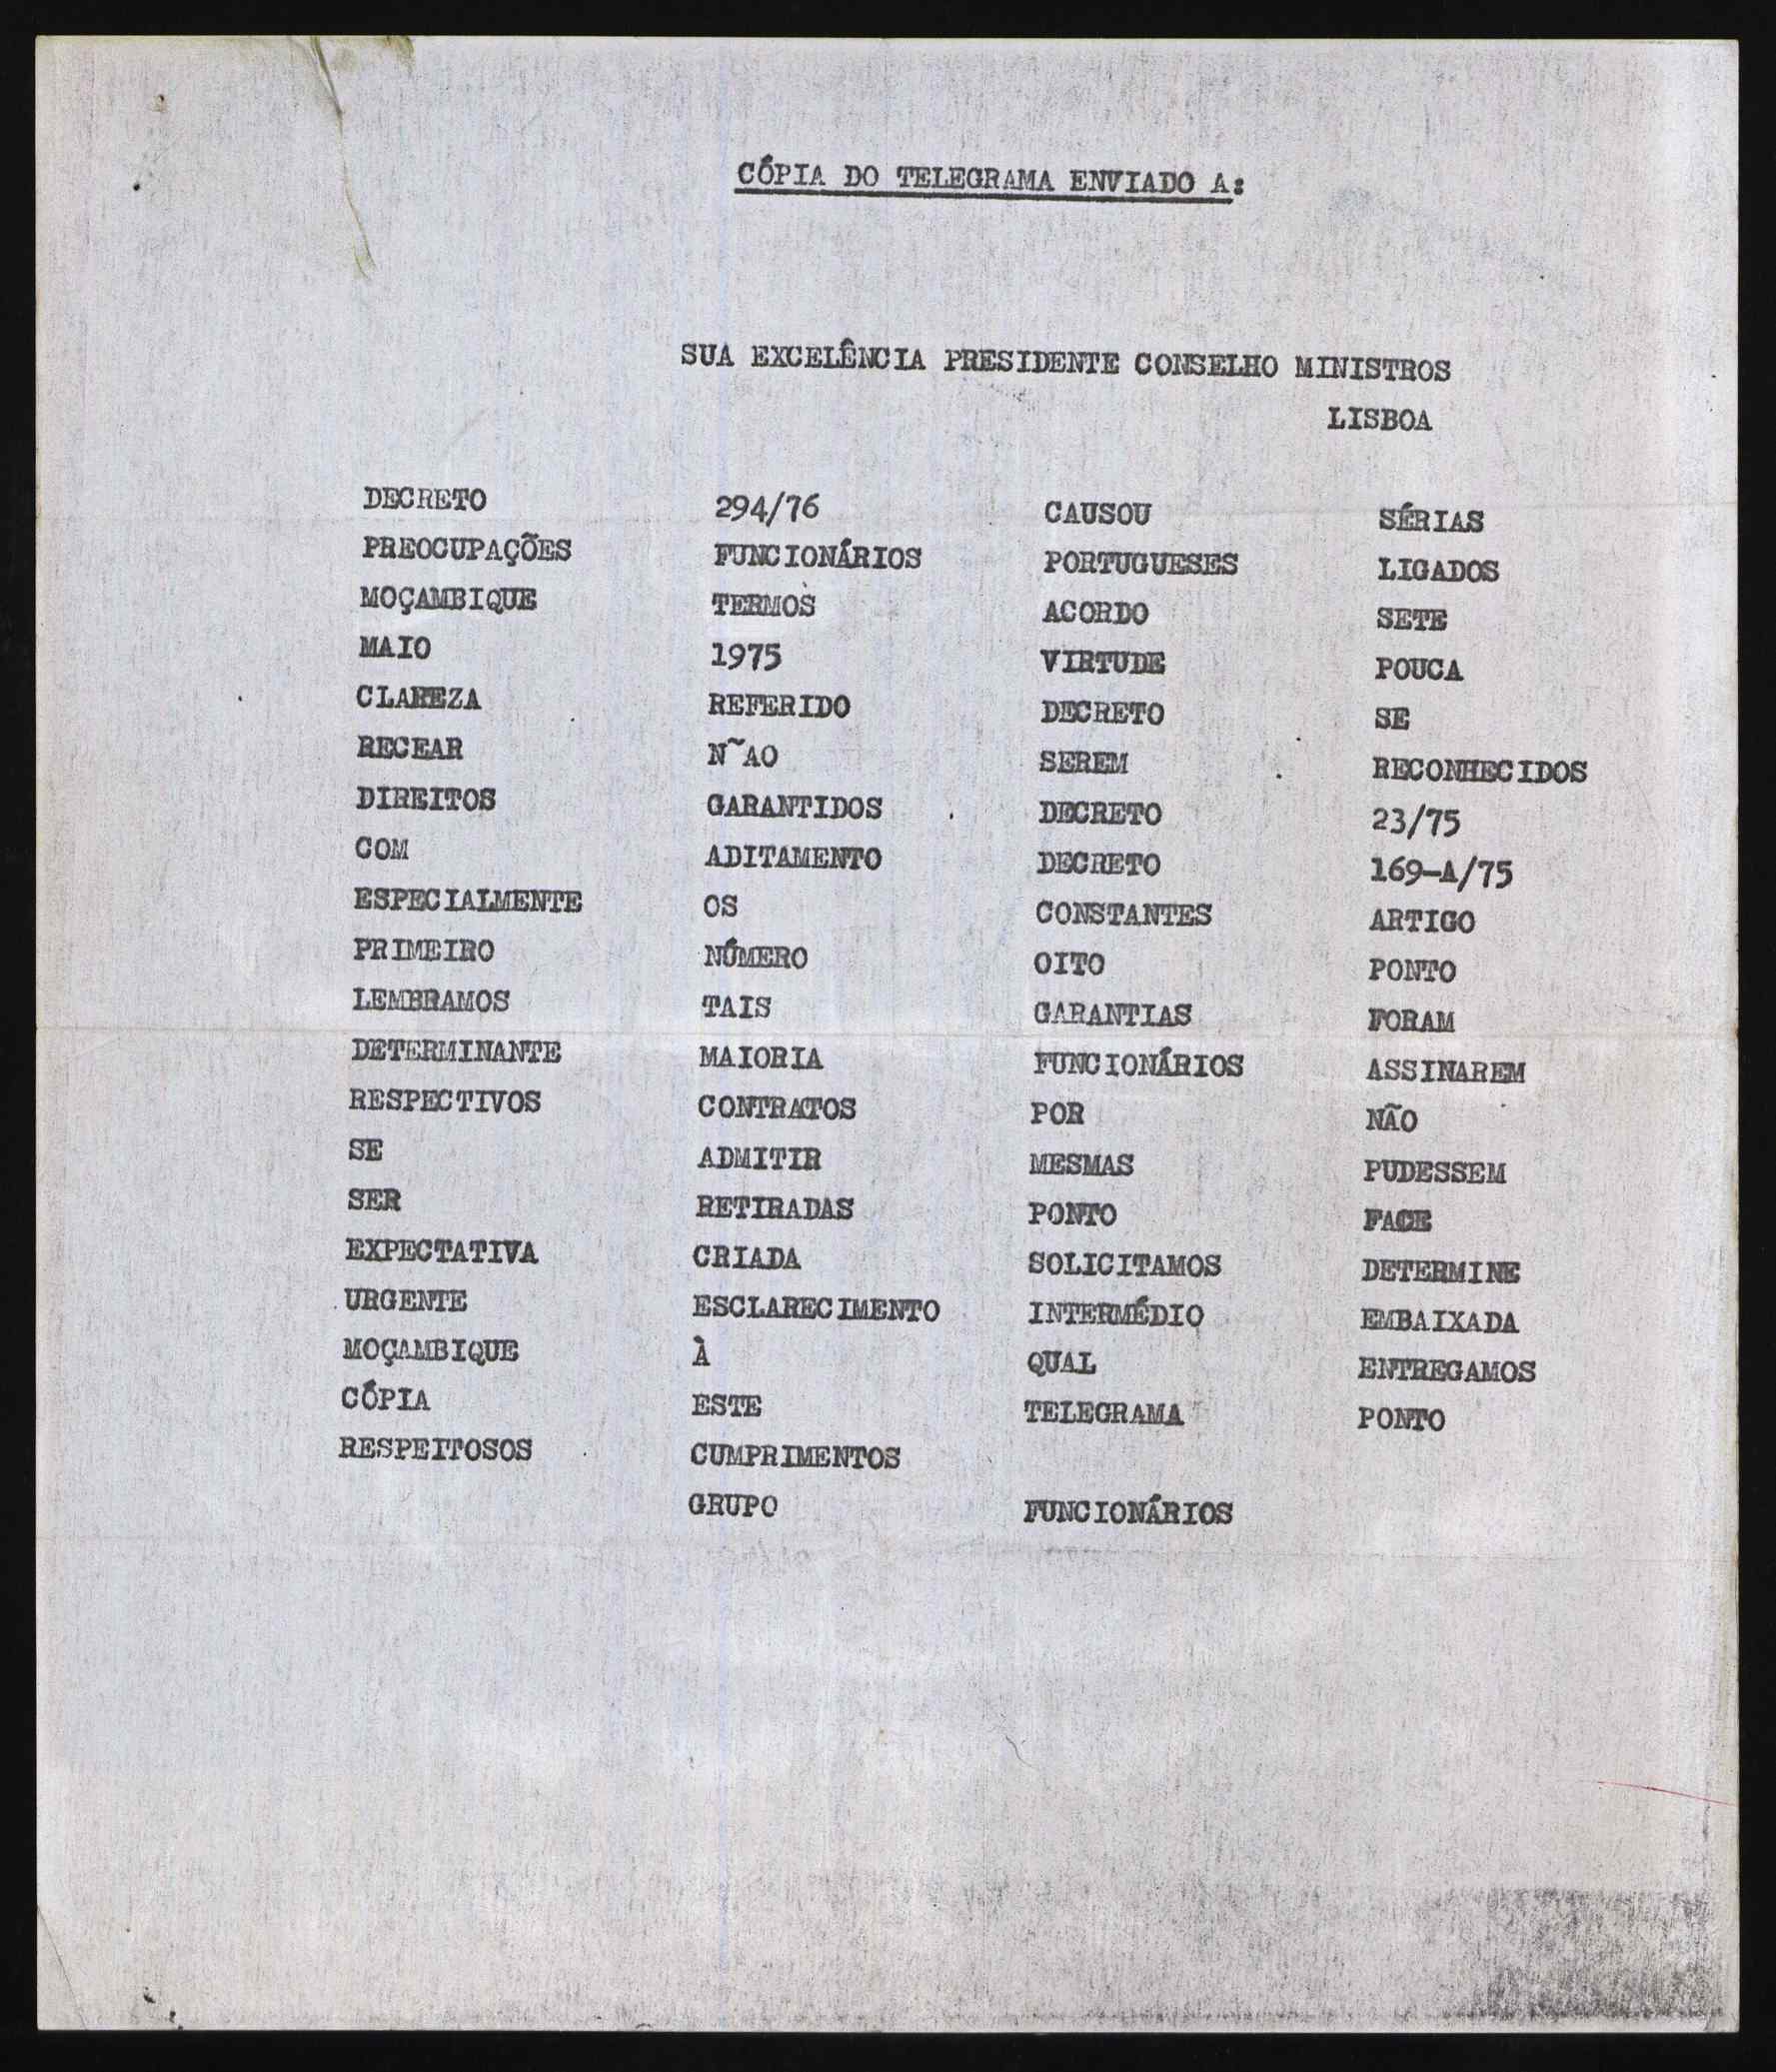 CÓPIA DO TELEGRAMA ENVIADO A:
SUA EXCELÊNCIA PRESIDENTE CONSELHO MINISTROS
LISBOA
DECRETO 294/76 CAUSOU SÉRIAS
PREOCUPAÇÕES FUNCIONÁRIOS PORTUGUESES LIGADOS
MOÇAMBIQUE TERMOS ACORDO SETE
MAIO 1975 VIRTUDE POUCA
CLAREZA REFERIDO DECRETO SE
RECEAR N~AO SEREM RECONHECIDOS
DIREITOS GARANTIDOS DECRETO 23/75
COM ADITAMENTO DECRETO 169-A/75
ESPECIALMENTE OS CONSTANTES ARTIGO
PRIMEIRO NÚMERO OITO PONTO
LEMBRAMOS TAIS GARANTIAS FORAM
DETERMINANTE MAIORIA FUNCIONÁRIOS ASSINAREM
RESPECTIVOS CONTRATOS POR NÃO
SE ADMITIR MESMAS PUDESSEM
SER RETIRADAS PONTO FACE
EXPECTATIVA CRIADA SOLICITAMOS DETERMINE
URGENTE ESCLARECIMENTO INTERMÉDIO EMBAIXADA
MOÇAMBIQUE À QUAL ENTREGAMOS
CÓPIA ESTE TELEGRAMA PONTO
RESPEITOSOS CUMPRIMENTOS
GRUPO FUNCIONÁRIOS